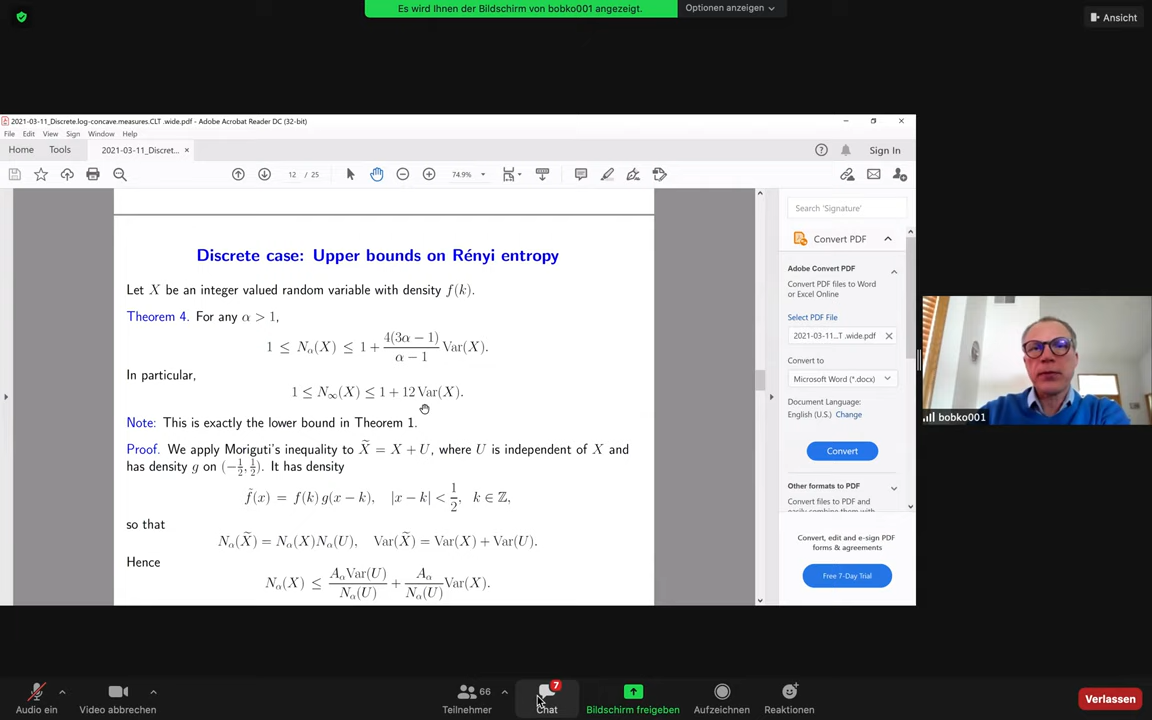 Es wird Ihnen der Bildschirm von bobko001 angezeigt.
Optionen anzeigen
Ansicht
2021-03-11_Discrete.log-concave.measures.CLT .wide.pdf - Adobe Acrobat Reader DC (32-bit)
File Edit View Sign Window Help
Home Tools 2021-03-11_Discret... × Sign In
12 / 25 74.9%
Discrete case: Upper bounds on Rényi entropy
Let X be an integer valued random variable with density f(k).
Theorem 4. For any α > 1,
1 ≤ N_α(X) ≤ 1 + 4(3α − 1)/(α − 1) Var(X).
In particular,
1 ≤ N_∞(X) ≤ 1 + 12 Var(X).
Note: This is exactly the lower bound in Theorem 1.
Proof. We apply Moriguti's inequality to X̃ = X + U, where U is independent of X and
has density g on (−1/2, 1/2). It has density
f̃(x) = f(k) g(x − k), |x − k| < 1/2, k ∈ ℤ,
so that
N_α(X̃) = N_α(X)N_α(U), Var(X̃) = Var(X) + Var(U).
Hence
N_α(X) ≤ A_α Var(U)/N_α(U) + A_α/N_α(U) Var(X).
Search 'Signature'
Convert PDF
Adobe Convert PDF
Convert PDF files to Word
or Excel Online
Select PDF File
2021-03-11...T .wide.pdf ×
Convert to
Microsoft Word (*.docx)
Document Language:
English (U.S.) Change
Convert
Other formats to PDF
Convert, edit and e-sign PDF
forms & agreements
Free 7-Day Trial
bobko001
Audio ein
Video abbrechen
66
Teilnehmer
7
Chat
Bildschirm freigeben
Aufzeichnen
Reaktionen
Verlassen